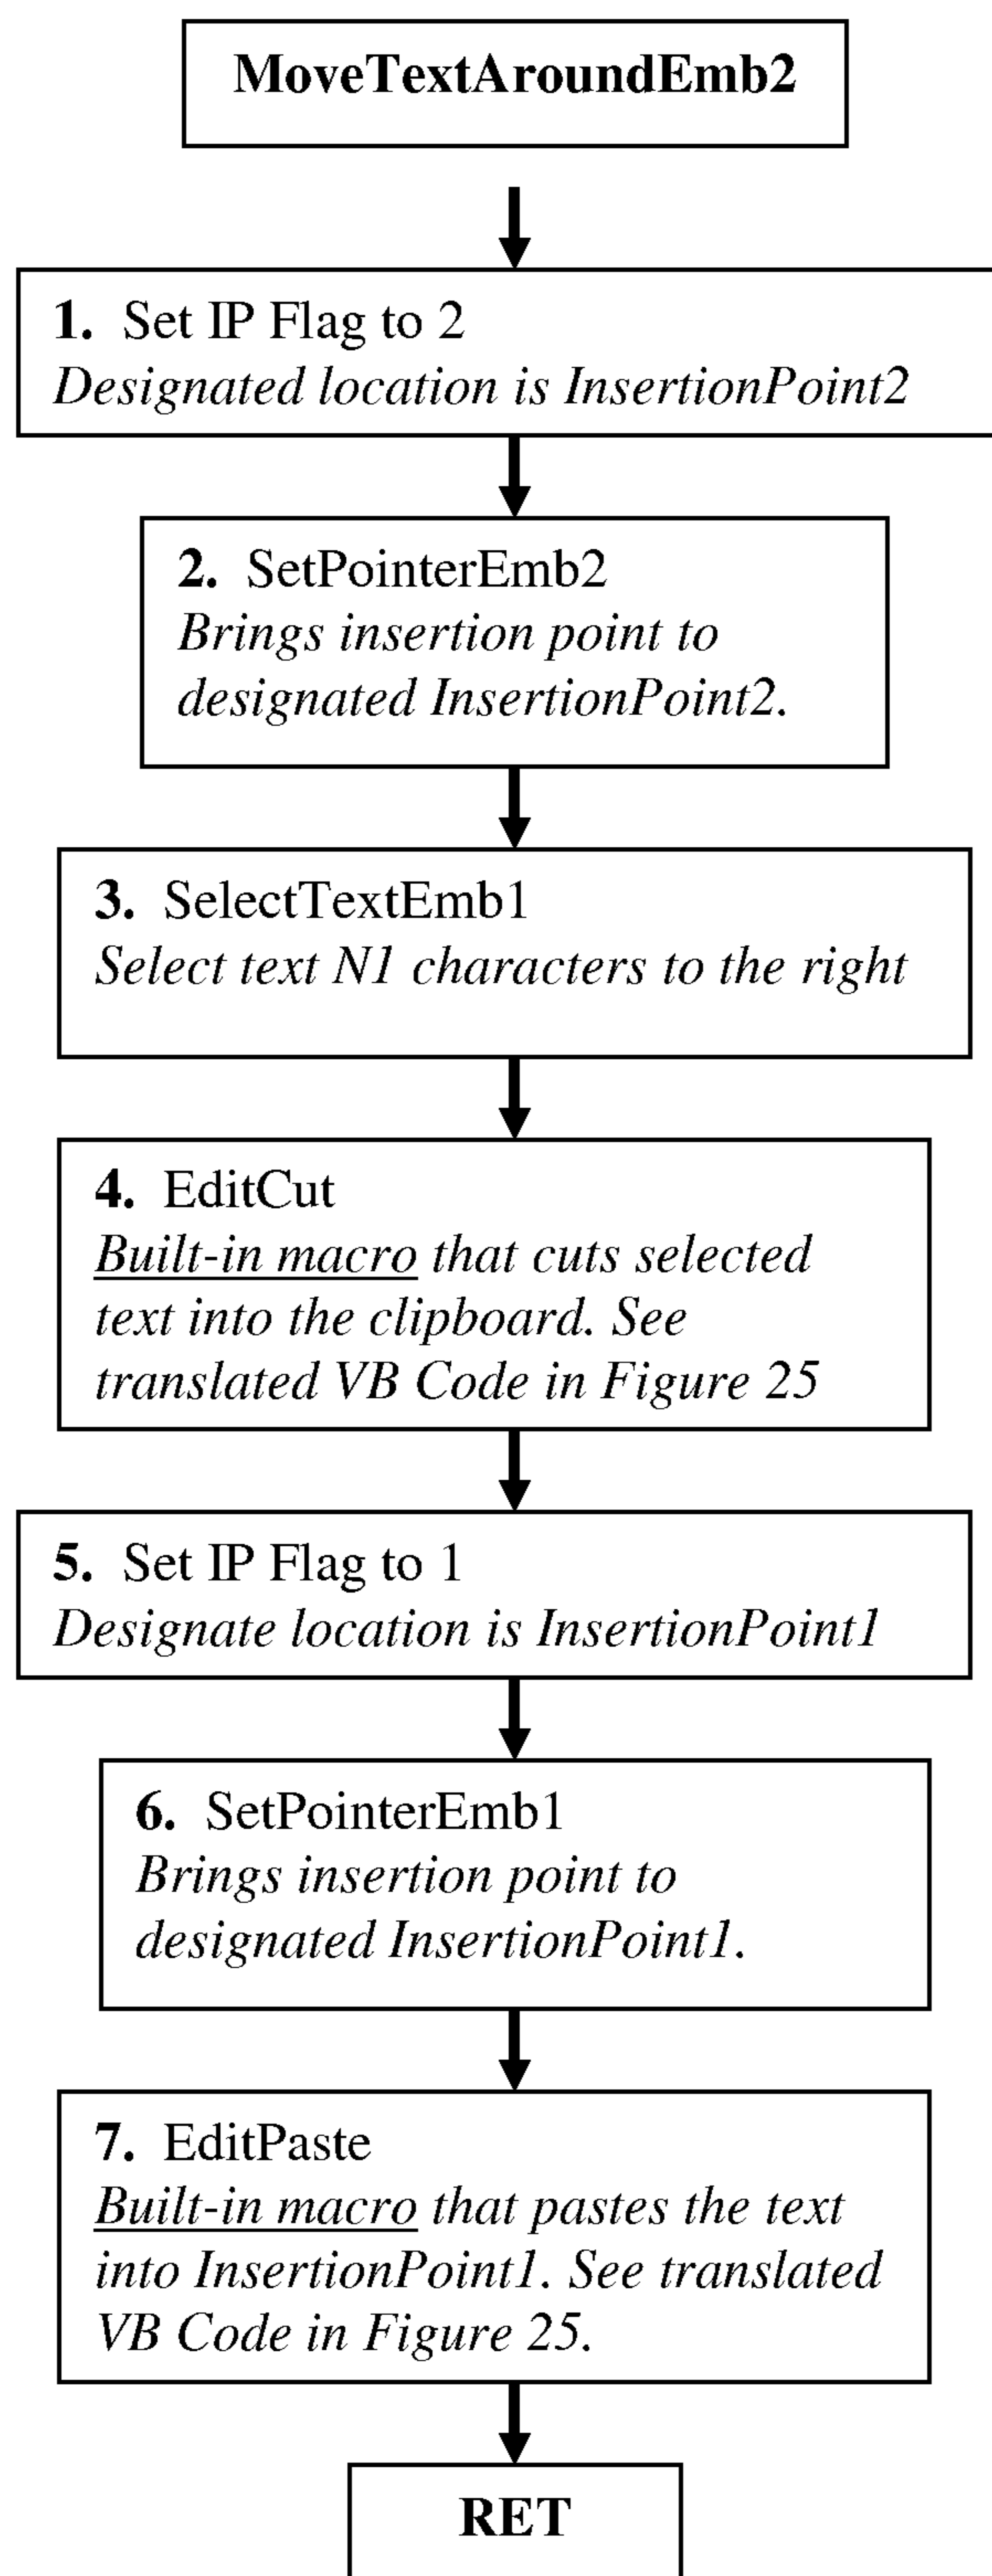 MoveTextAroundEmb2
1. Set IP Flag to 2
Designated location is InsertionPoint2
2. SetPointerEmb2
Brings insertion point to
designated InsertionPoint2.
3. SelectTextEmb1
Select text N1 characters to the right
4. EditCut
Built-in macro that cuts selected
text into the clipboard. See
translated VB Code in Figure 25
5. Set IP Flag to 1
Designate location is InsertionPoint1
6. SetPointerEmb1
Brings insertion point to
designated InsertionPoint1.
7. EditPaste
Built-in macro that pastes the text
into InsertionPoint1. See translated
VB Code in Figure 25.
RET